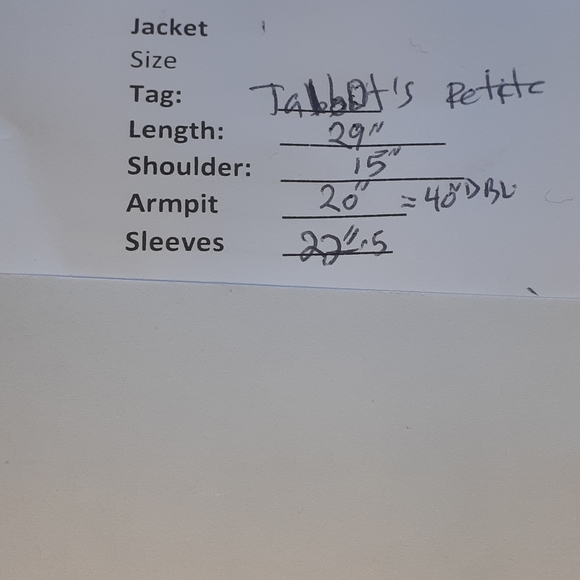 Jacket
Size
Tag: Talbot's Petite
Length: 29"
Shoulder: 15"
Armpit 20" = 40" DBL
Sleeves 22".5